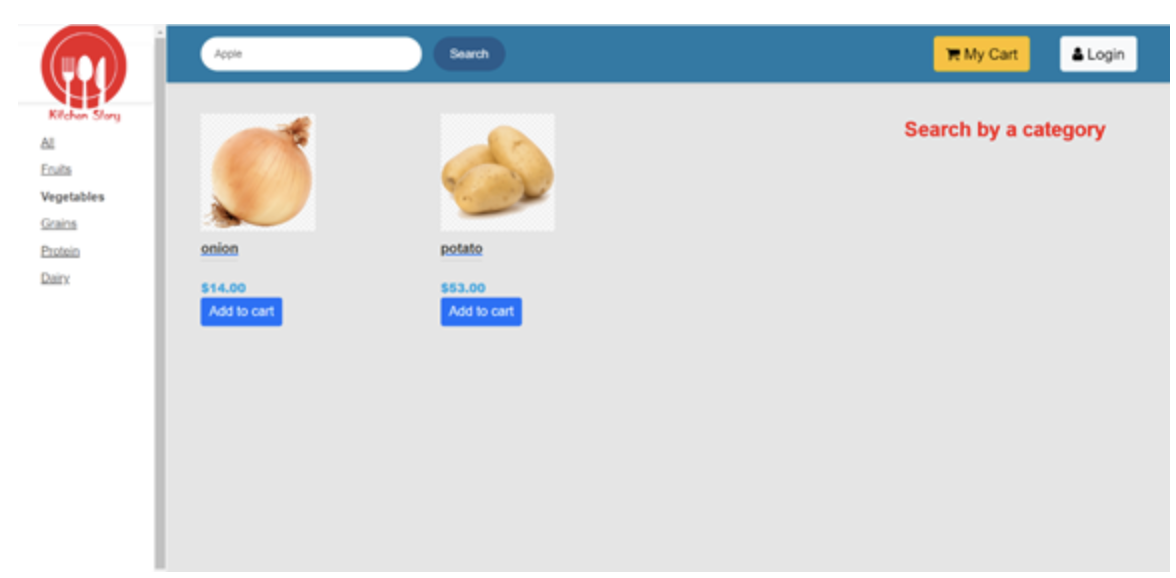 Kitchen Story
All
Fruits
Vegetables
Grains
Protein
Dairy
Apple
Search
My Cart
Login
Search by a category
onion
$14.00
Add to cart
potato
$53.00
Add to cart